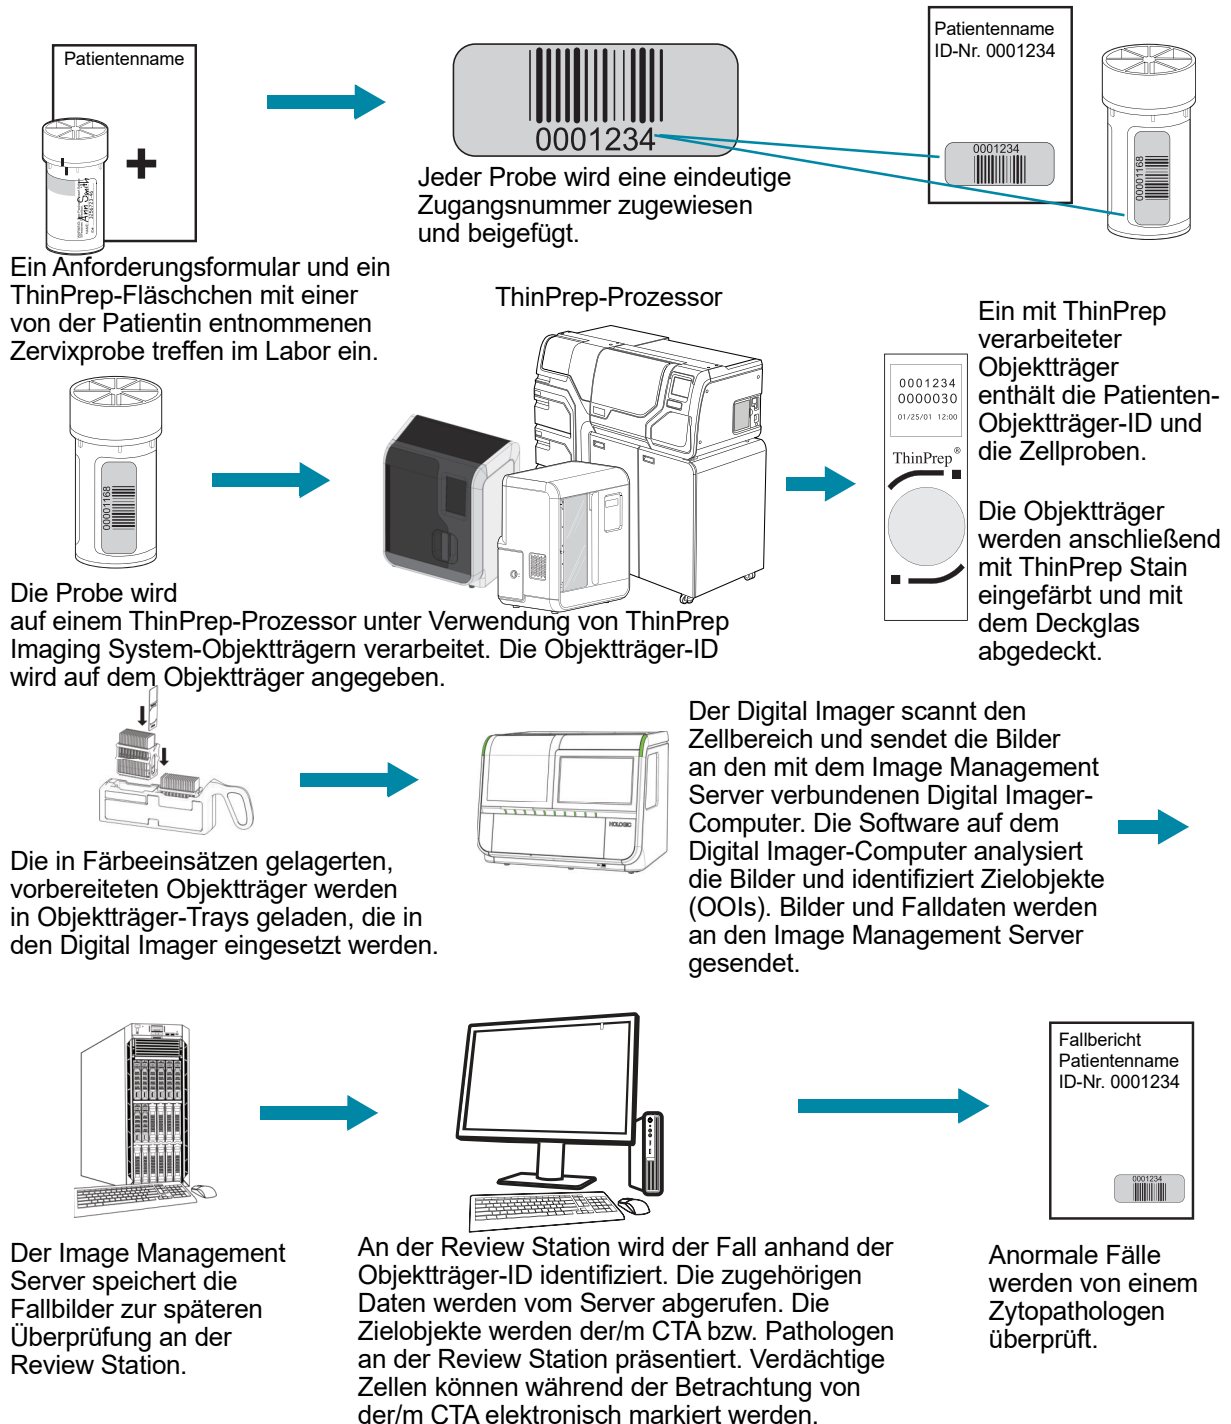 Patientenname
Ann Smith
Ein Anforderungsformular und ein
ThinPrep-Fläschchen mit einer
von der Patientin entnommenen
Zervixprobe treffen im Labor ein.
0001234
Jeder Probe wird eine eindeutige
Zugangsnummer zugewiesen
und beigefügt.
Patientenname
ID-Nr. 0001234
0001234
00001168
00001168
Die Probe wird
auf einem ThinPrep-Prozessor unter Verwendung von ThinPrep
Imaging System-Objektträgern verarbeitet. Die Objektträger-ID
wird auf dem Objektträger angegeben.
ThinPrep-Prozessor
0001234
0000030
01/25/01 12:00
ThinPrep®
Ein mit ThinPrep
verarbeiteter
Objektträger
enthält die Patienten-
Objektträger-ID und
die Zellproben.
Die Objektträger
werden anschließend
mit ThinPrep Stain
eingefärbt und mit
dem Deckglas
abgedeckt.
Die in Färbeeinsätzen gelagerten,
vorbereiteten Objektträger werden
in Objektträger-Trays geladen, die in
den Digital Imager eingesetzt werden.
HOLOGIC
Der Digital Imager scannt den
Zellbereich und sendet die Bilder
an den mit dem Image Management
Server verbundenen Digital Imager-
Computer. Die Software auf dem
Digital Imager-Computer analysiert
die Bilder und identifiziert Zielobjekte
(OOIs). Bilder und Falldaten werden
an den Image Management Server
gesendet.
Der Image Management
Server speichert die
Fallbilder zur späteren
Überprüfung an der
Review Station.
An der Review Station wird der Fall anhand der
Objektträger-ID identifiziert. Die zugehörigen
Daten werden vom Server abgerufen. Die
Zielobjekte werden der/m CTA bzw. Pathologen
an der Review Station präsentiert. Verdächtige
Zellen können während der Betrachtung von
der/m CTA elektronisch markiert werden.
Fallbericht
Patientenname
ID-Nr. 0001234
0001234
Anormale Fälle
werden von einem
Zytopathologen
überprüft.